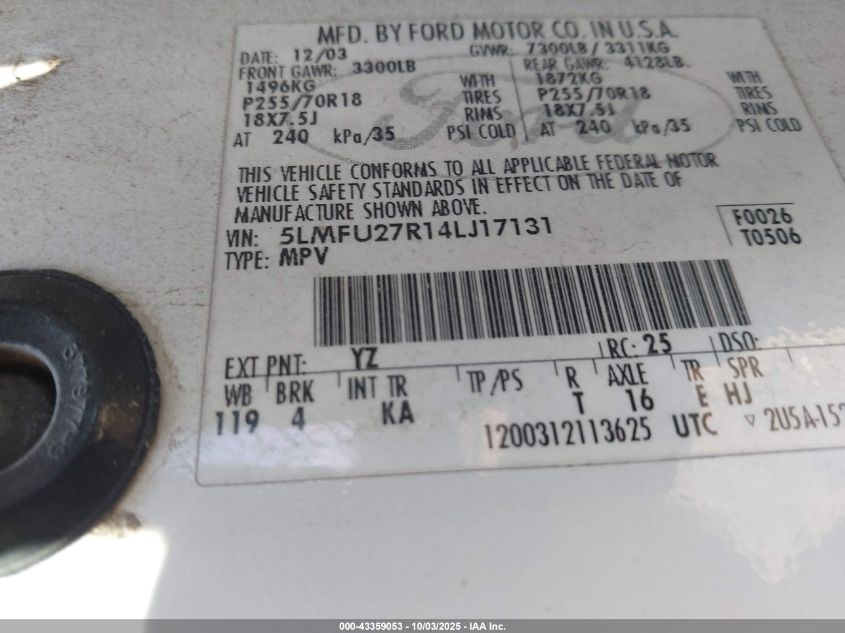 MFD. BY FORD MOTOR CO. IN U.S.A.
DATE: 12/03 GVWR: 7300LB / 3311KG
FRONT GAWR: 3300LB REAR GAWR: 4128LB
1496KG WITH 1872KG WITH
P255/70R18 TIRES P255/70R18 TIRES
18X7.5J RIMS 18X7.5J RIMS
AT 240 kPa/35 PSI COLD AT 240 kPa/35 PSI COLD
Ford
THIS VEHICLE CONFORMS TO ALL APPLICABLE FEDERAL MOTOR
VEHICLE SAFETY STANDARDS IN EFFECT ON THE DATE OF
MANUFACTURE SHOWN ABOVE.
VIN: 5LMFU27R14LJ17131 F0026
TYPE: MPV T0506
EXT PNT: YZ RC: 25 DSO:
WB BRK INT TR TP/PS R AXLE TR SPR
119 4 KA T 16 E HJ
1200312113625 UTC ▽ 2U5A-152
000-43359053 - 10/03/2025 - IAA Inc.